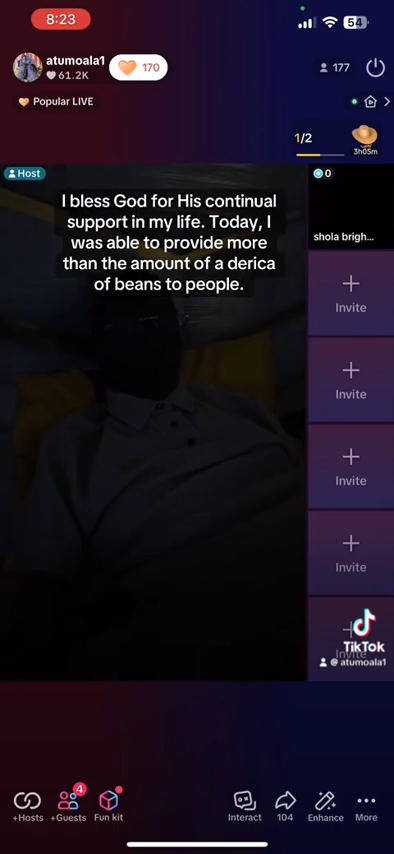 8:23
54
atumoala1
61.2K
170
177
Popular LIVE
1/2
3h05m
Host
0
I bless God for His continual
support in my life. Today, I
was able to provide more
than the amount of a derica
of beans to people.
shola brigh...
Invite
Invite
Invite
Invite
Invite
TikTok
@atumoala1
4
+Hosts
+Guests
Fun kit
Interact
104
Enhance
More